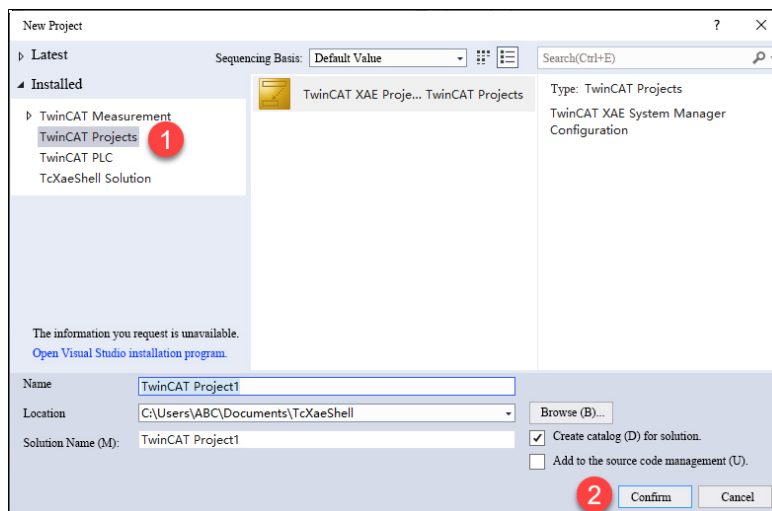 New Project
Latest
Sequencing Basis: Default Value
Search(Ctrl+E)
Installed
TwinCAT Measurement
TwinCAT Projects
1
TwinCAT PLC
TcXaeShell Solution
TwinCAT XAE Proje... TwinCAT Projects
Type: TwinCAT Projects
TwinCAT XAE System Manager
Configuration
The information you request is unavailable.
Open Visual Studio installation program.
Name
TwinCAT Project1
Location
C:\Users\ABC\Documents\TcXaeShell
Browse (B)...
Solution Name (M):
TwinCAT Project1
Create catalog (D) for solution.
Add to the source code management (U).
2
Confirm
Cancel